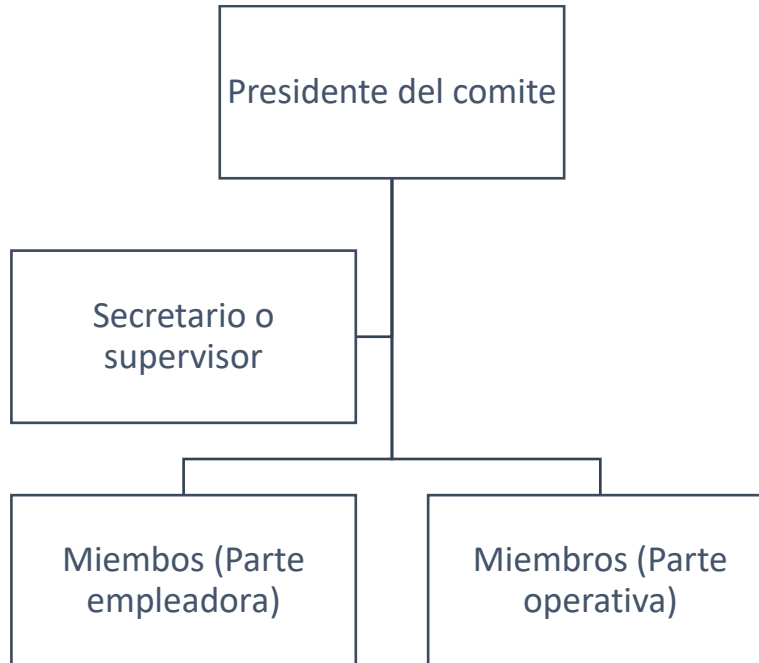 Presidente del comite
Secretario o
supervisor
Miembos (Parte
empleadora)
Miembros (Parte
operativa)